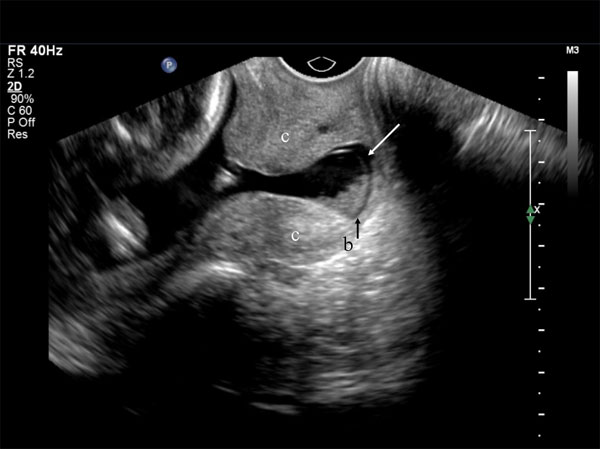 FR 40Hz
RS
Z 1.2
2D
90%
C 60
P Off
Res
P
M3
c
x
c
b